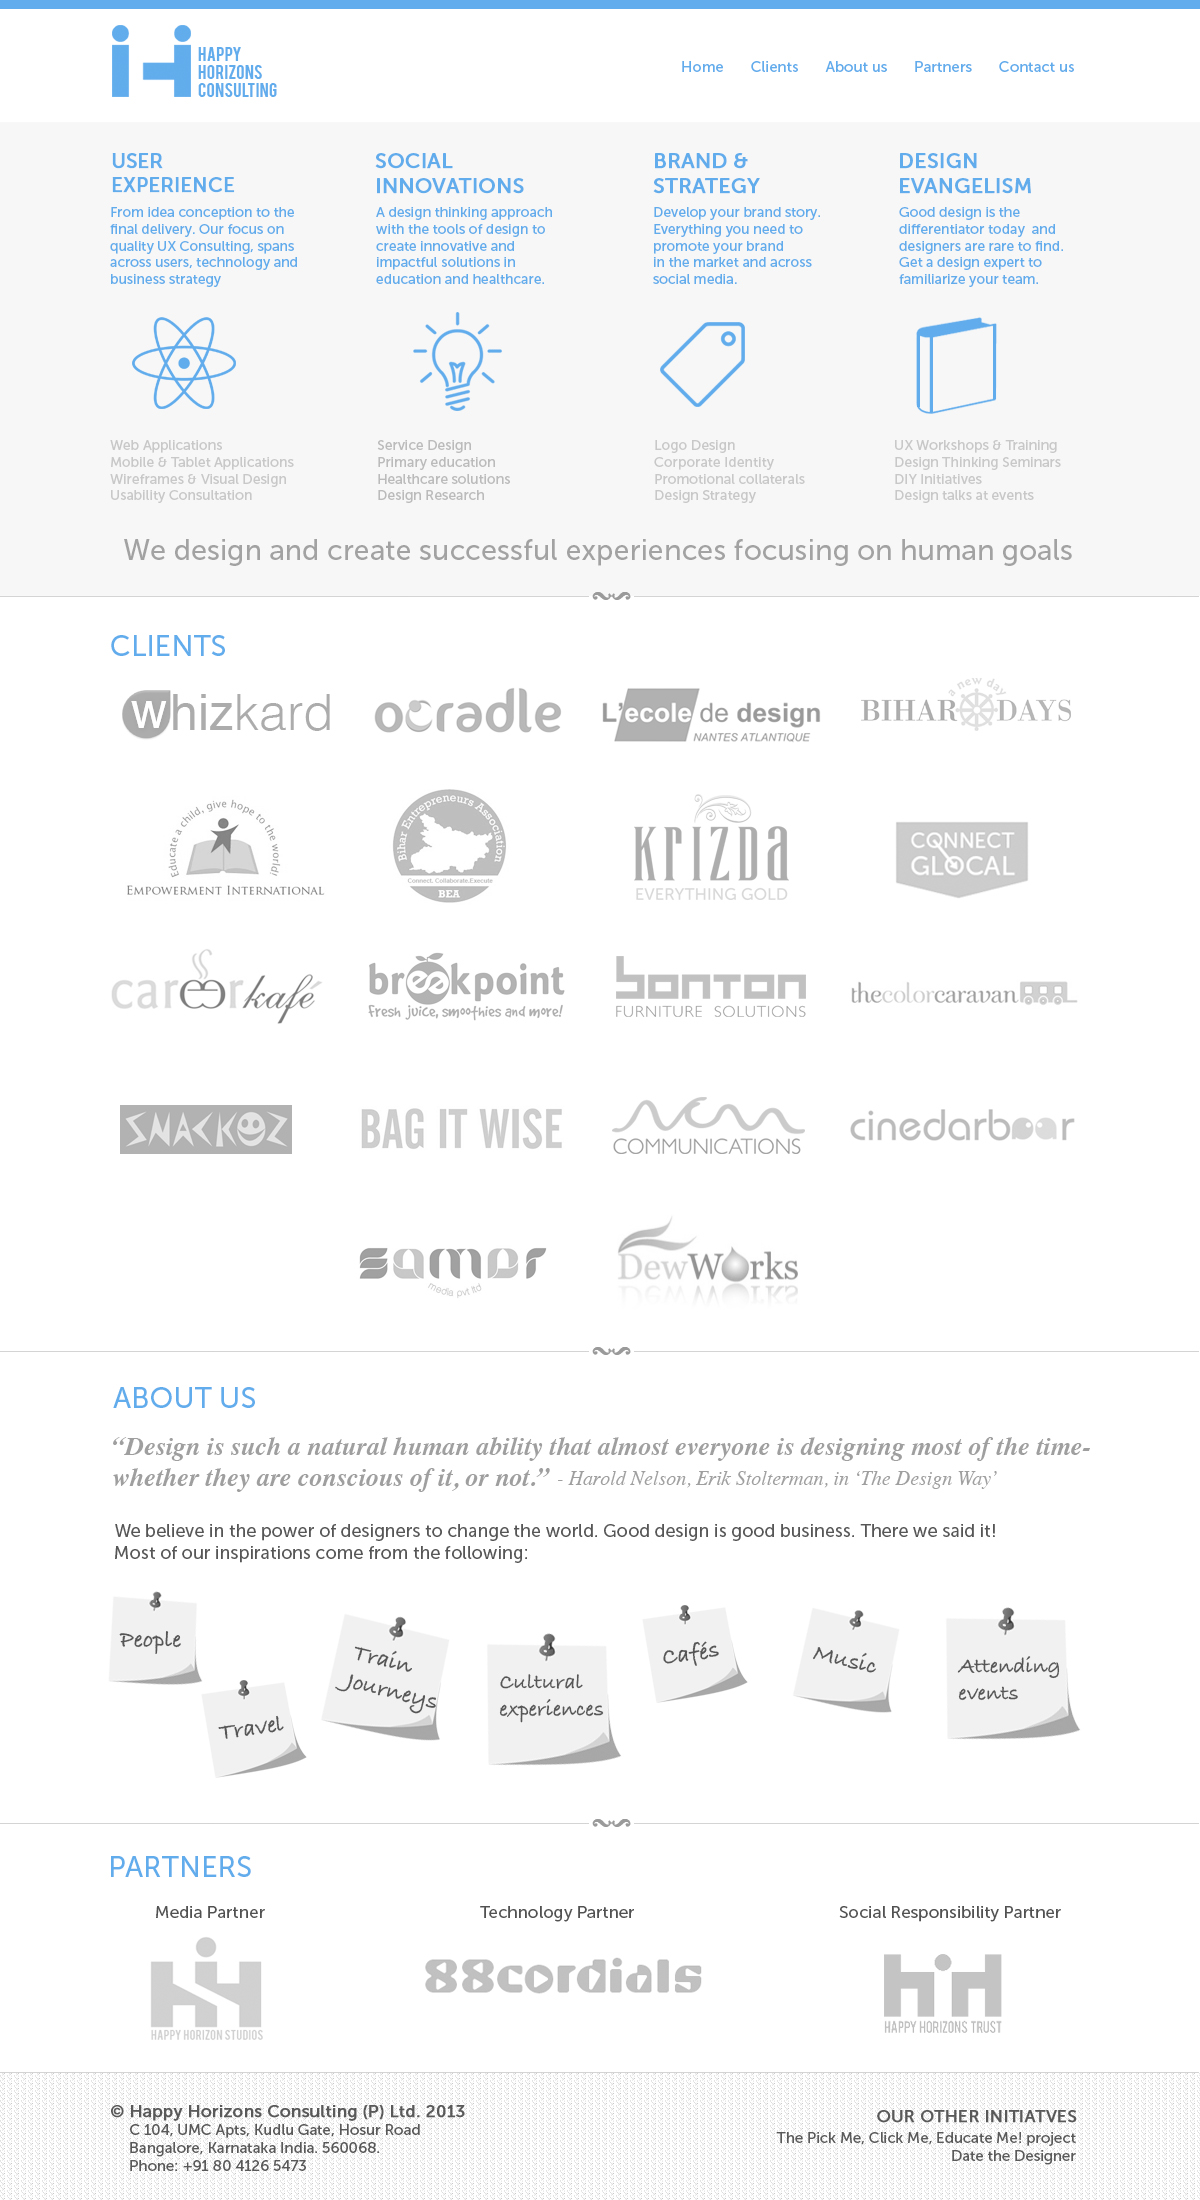 HAPPY
HORIZONS
CONSULTING
Home Clients About us Partners Contact us
USER
EXPERIENCE
From idea conception to the
final delivery. Our focus on
quality UX Consulting, spans
across users, technology and
business strategy
SOCIAL
INNOVATIONS
A design thinking approach
with the tools of design to
create innovative and
impactful solutions in
education and healthcare.
BRAND &
STRATEGY
Develop your brand story.
Everything you need to
promote your brand
in the market and across
social media.
DESIGN
EVANGELISM
Good design is the
differentiator today and
designers are rare to find.
Get a design expert to
familiarize your team.
Web Applications
Mobile & Tablet Applications
Wireframes & Visual Design
Usability Consultation
Service Design
Primary education
Healthcare solutions
Design Research
Logo Design
Corporate Identity
Promotional collaterals
Design Strategy
UX Workshops & Training
Design Thinking Seminars
DIY Initiatives
Design talks at events
We design and create successful experiences focusing on human goals
CLIENTS
whizkard
ocradle
L'ecole de design
NANTES ATLANTIQUE
a new day
BIHAR DAYS
Educate a child, give hope to the world!
EMPOWERMENT INTERNATIONAL
Bihar Entrepreneurs Association
Connect. Collaborate. Execute
BEA
KRIZDA
EVERYTHING GOLD
CONNECT
GLOCAL
career kafé
breakpoint
Fresh juice, smoothies and more!
bonton
FURNITURE SOLUTIONS
thecolorcaravan
SNACKOZ
BAG IT WISE
NCM
COMMUNICATIONS
cinedarbaar
samar
media pvt ltd
DewWorks
ABOUT US
“Design is such a natural human ability that almost everyone is designing most of the time-
whether they are conscious of it, or not.” - Harold Nelson, Erik Stolterman, in ‘The Design Way’
We believe in the power of designers to change the world. Good design is good business. There we said it!
Most of our inspirations come from the following:
People
Travel
Train
Journeys
Cultural
experiences
Cafés
Music
Attending
events
PARTNERS
Media Partner
HAPPY HORIZON STUDIOS
Technology Partner
88cordials
Social Responsibility Partner
HAPPY HORIZONS TRUST
© Happy Horizons Consulting (P) Ltd. 2013
C 104, UMC Apts, Kudlu Gate, Hosur Road
Bangalore, Karnataka India. 560068.
Phone: +91 80 4126 5473
OUR OTHER INITIATVES
The Pick Me, Click Me, Educate Me! project
Date the Designer